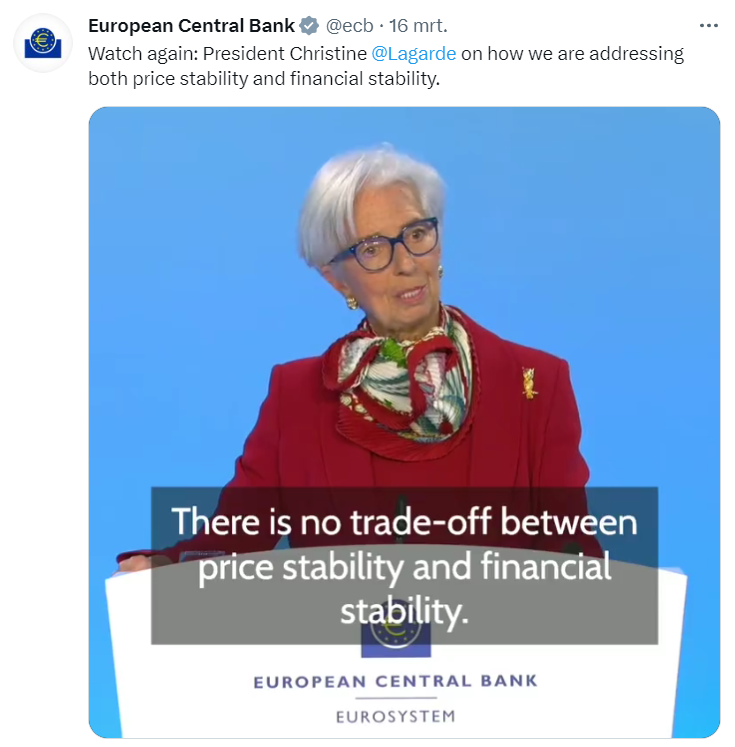 European Central Bank @ecb · 16 mrt.
Watch again: President Christine @Lagarde on how we are addressing
both price stability and financial stability.
There is no trade-off between
price stability and financial
stability.
EUROPEAN CENTRAL BANK
EUROSYSTEM